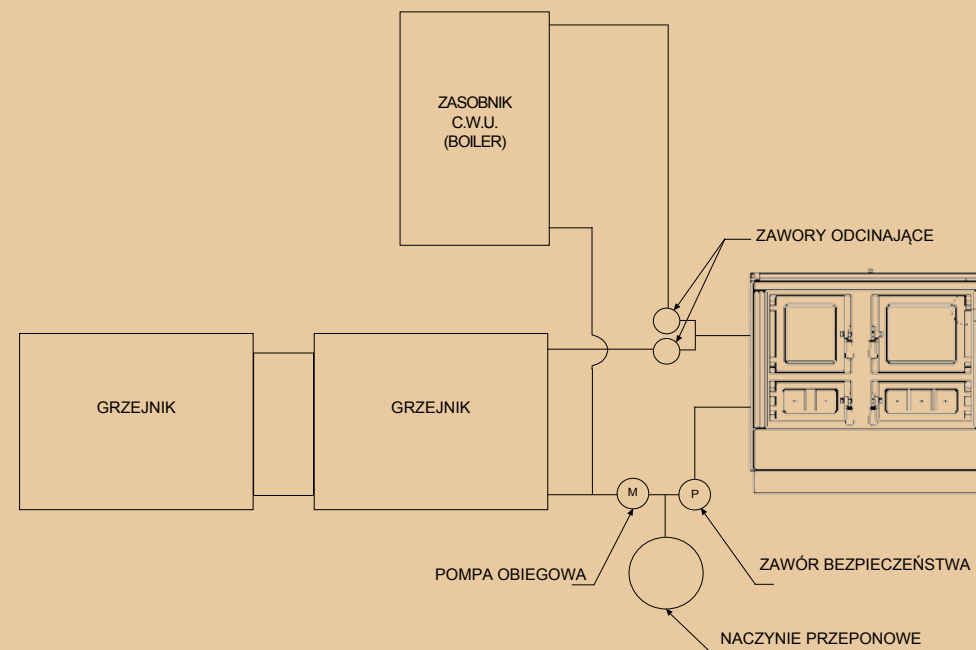 ZASOBNIK
C.W.U.
(BOILER)
ZAWORY ODCINAJĄCE
GRZEJNIK
GRZEJNIK
M
P
POMPA OBIEGOWA
ZAWÓR BEZPIECZEŃSTWA
NACZYNIE PRZEPONOWE